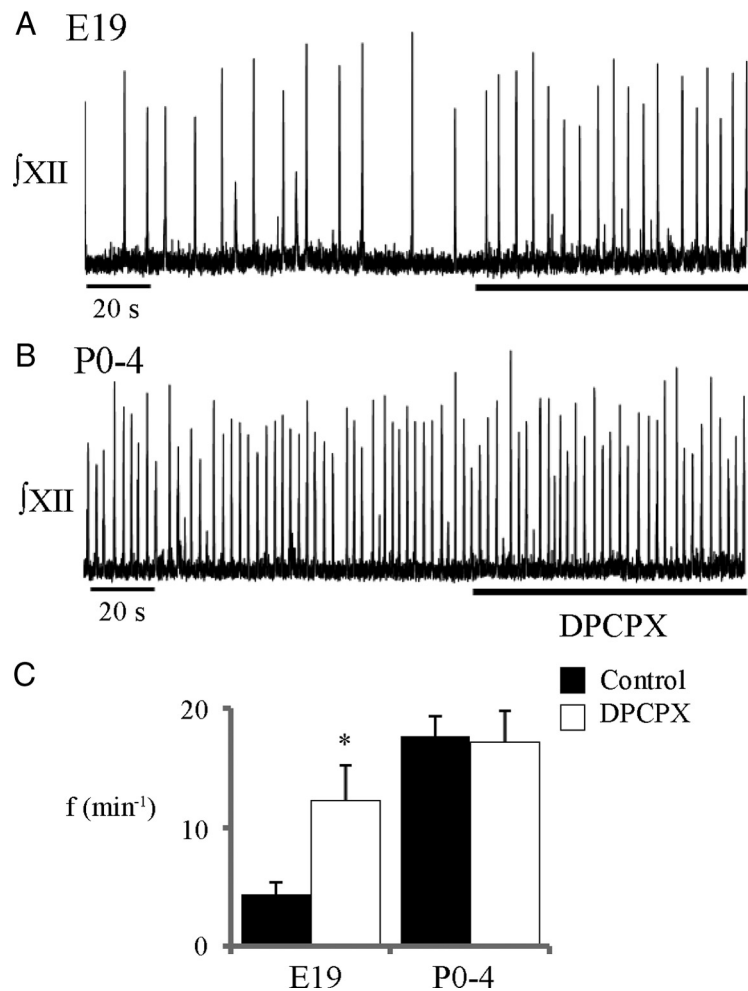 A E19
∫XII
20 s
B P0-4
∫XII
20 s
DPCPX
C
Control
DPCPX
20
*
f (min⁻¹)
10
0
E19 P0-4